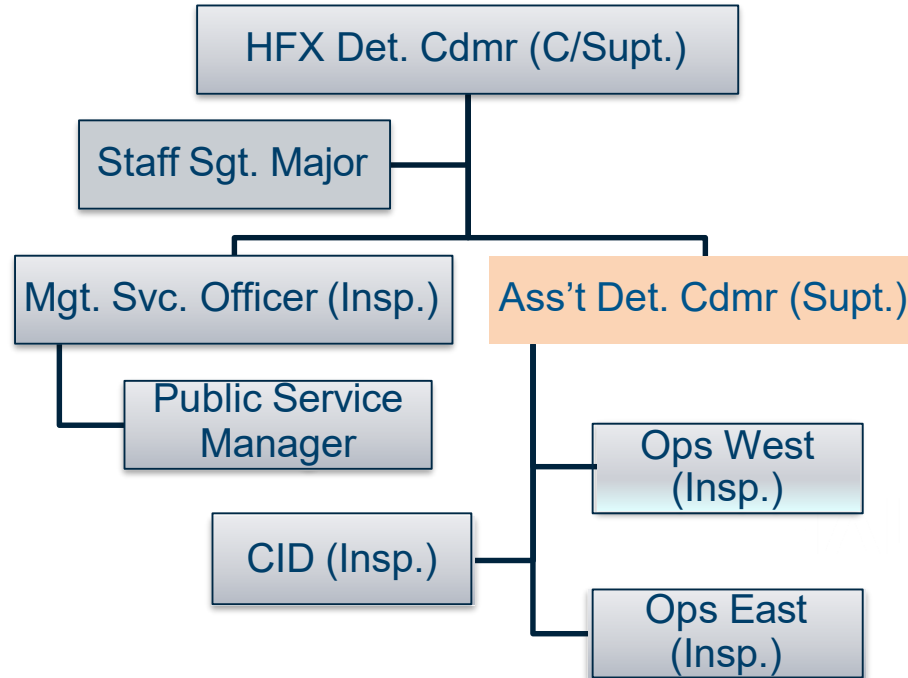 HFX Det. Cdmr (C/Supt.)
Staff Sgt. Major
Mgt. Svc. Officer (Insp.)
Ass't Det. Cdmr (Supt.)
Public Service
Manager
Ops West
(Insp.)
CID (Insp.)
Ops East
(Insp.)